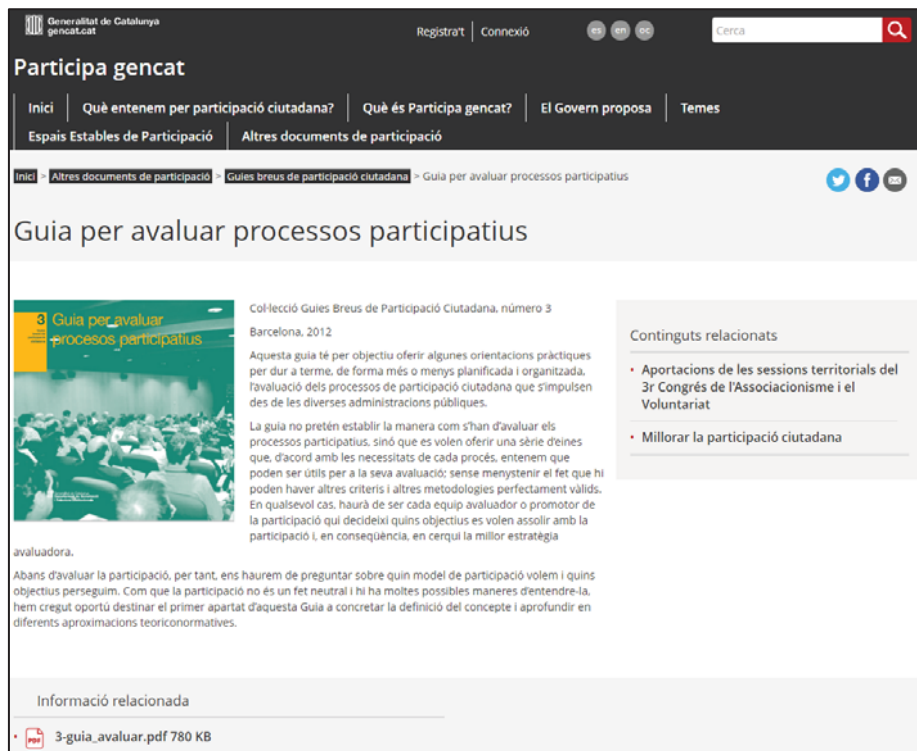 Generalitat de Catalunya
gencat.cat
Registra't
Connexió
es
en
oc
Cerca
Participa gencat
Inici
Què entenem per participació ciutadana?
Què és Participa gencat?
El Govern proposa
Temes
Espais Estables de Participació
Altres documents de participació
Inici > Altres documents de participació > Guies breus de participació ciutadana > Guia per avaluar processos participatius
Guia per avaluar processos participatius
3
Guia per avaluar
procesos participatius
Col·lecció Guies Breus de Participació Ciutadana, número 3
Barcelona, 2012
Aquesta guia té per objectiu oferir algunes orientacions pràctiques
per dur a terme, de forma més o menys planificada i organitzada,
l'avaluació dels processos de participació ciutadana que s'impulsen
des de les diverses administracions públiques.
La guia no pretén establir la manera com s'han d'avaluar els
processos participatius, sinó que es volen oferir una sèrie d'eines
que, d'acord amb les necessitats de cada procés, entenem que
poden ser útils per a la seva avaluació; sense menystenir el fet que hi
poden haver altres criteris i altres metodologies perfectament vàlids.
En qualsevol cas, haurà de ser cada equip avaluador o promotor de
la participació qui decideixi quins objectius es volen assolir amb la
participació i, en conseqüència, en cerqui la millor estratègia
avaluadora.
Abans d'avaluar la participació, per tant, ens haurem de preguntar sobre quin model de participació volem i quins
objectius perseguim. Com que la participació no és un fet neutral i hi ha moltes possibles maneres d'entendre-la,
hem cregut oportú destinar el primer apartat d'aquesta Guia a concretar la definició del concepte i aprofundir en
diferents aproximacions teoriconormatives.
Continguts relacionats
• Aportacions de les sessions territorials del
3r Congrés de l'Associacionisme i el
Voluntariat
• Millorar la participació ciutadana
Informació relacionada
• PDF 3-guia_avaluar.pdf 780 KB